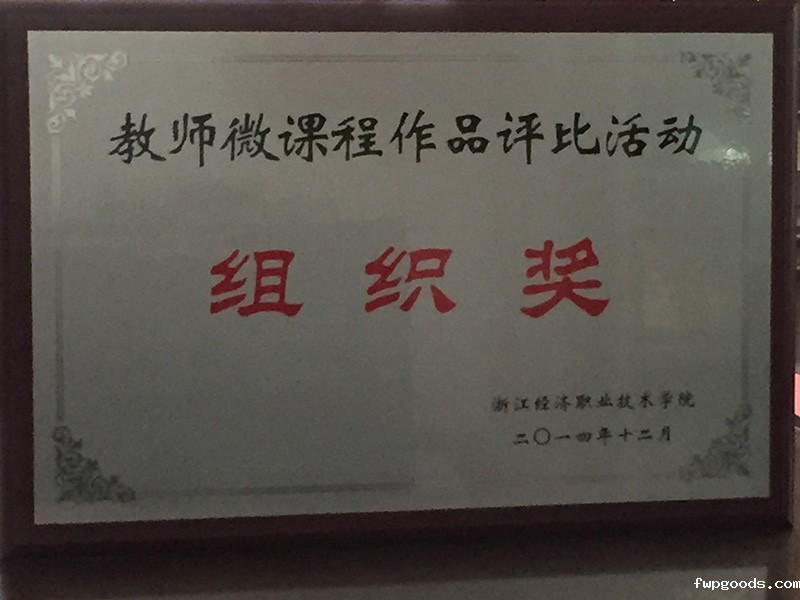 教师微课程作品评比活动
组织奖
浙江经济职业技术学院
二〇一四年十二月
fwpgoods.com